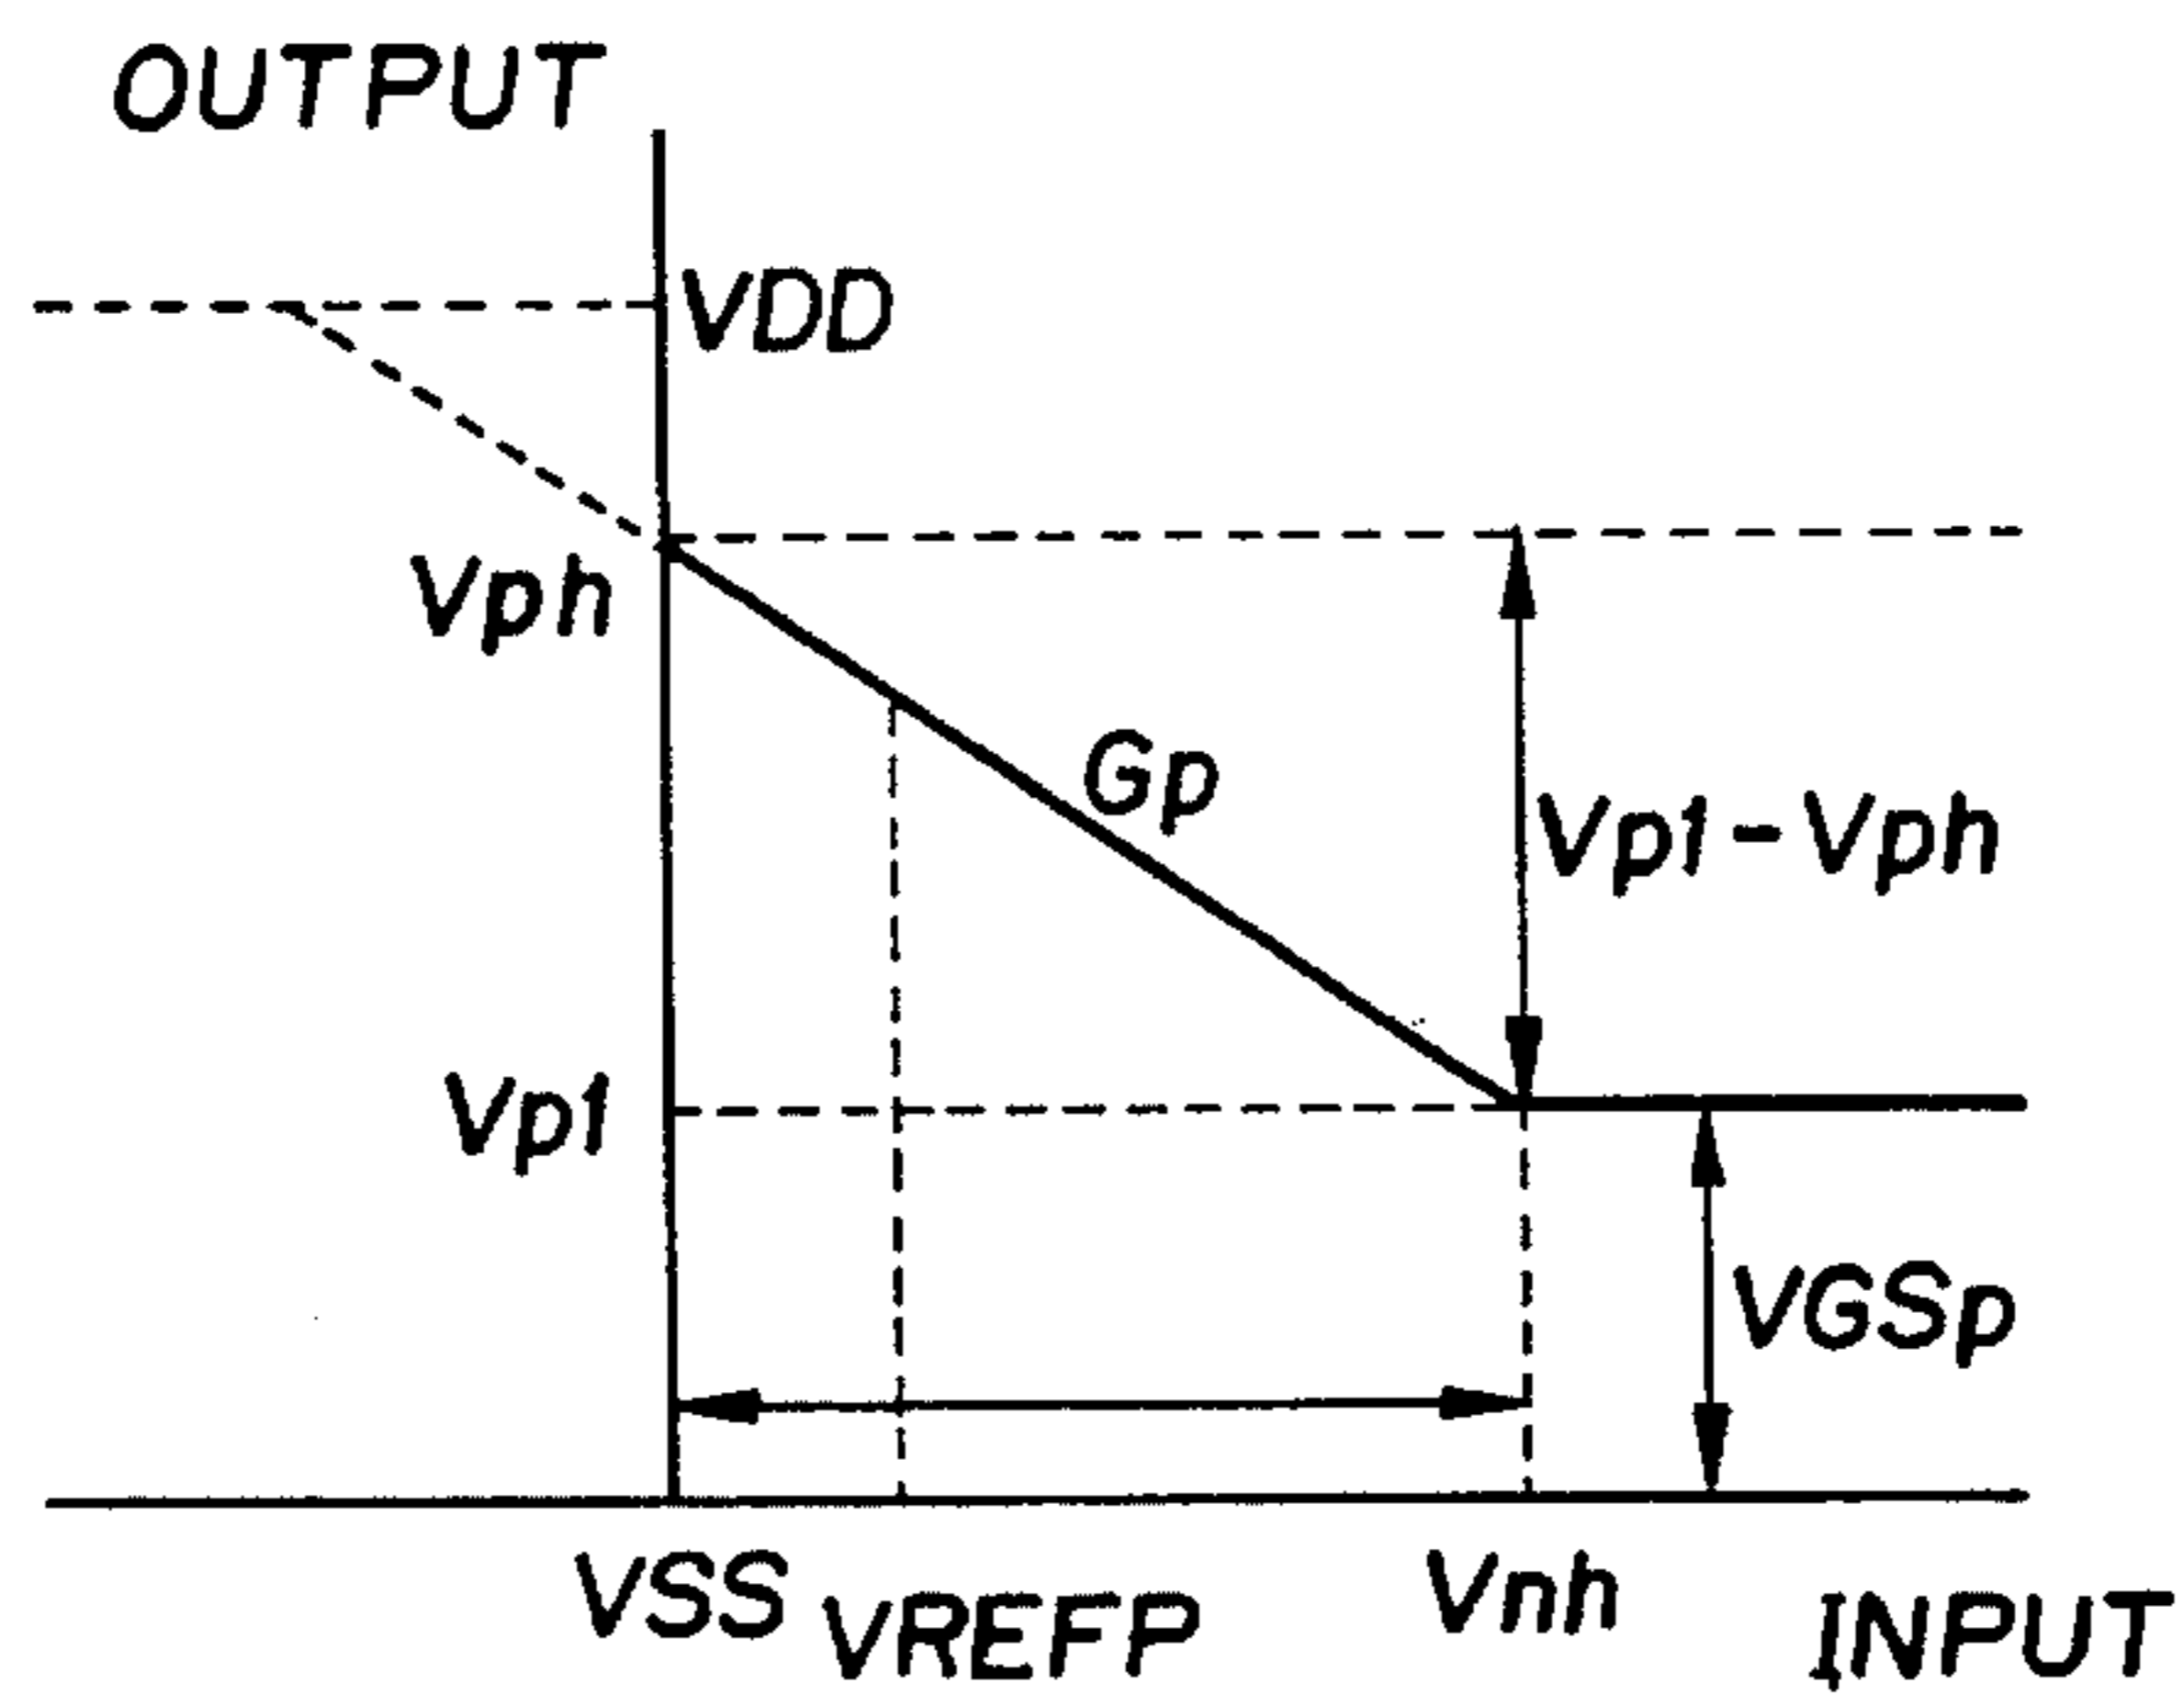 OUTPUT
VDD
Vph
Gp
Vp1-Vph
Vp1
VGSp
VSS
VREFP
Vnh
INPUT